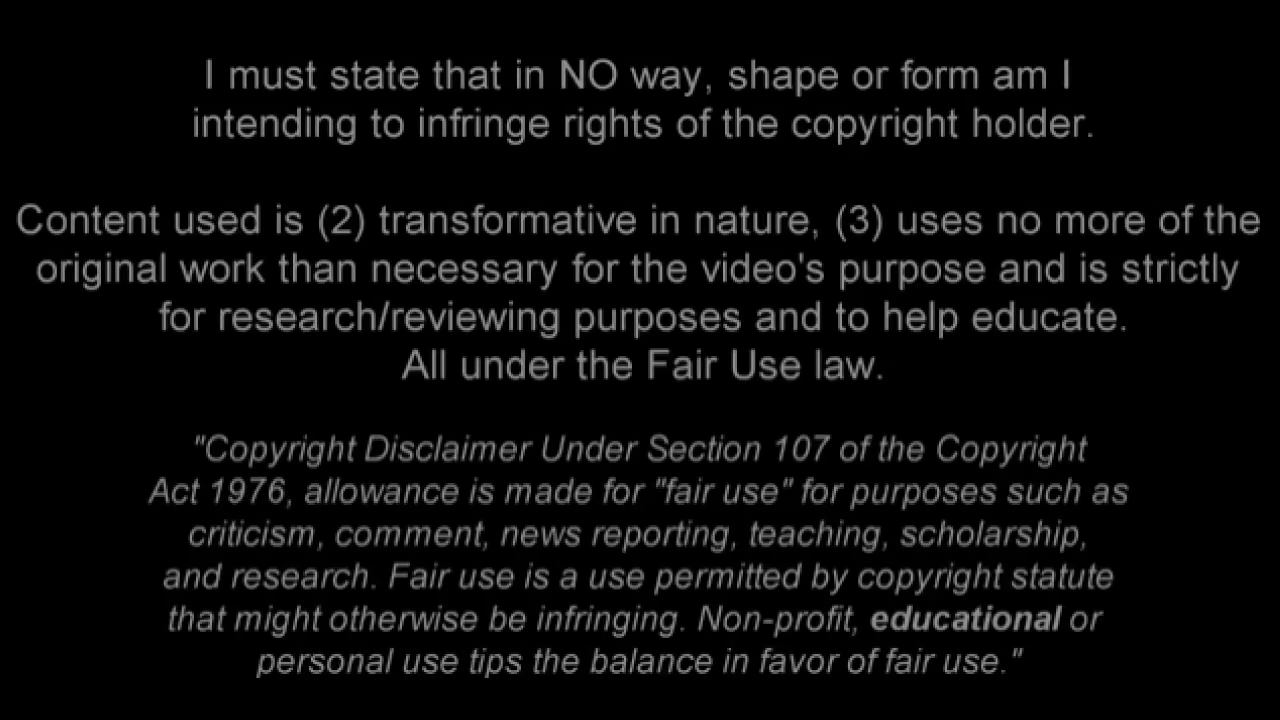 I must state that in NO way, shape or form am I
intending to infringe rights of the copyright holder.
Content used is (2) transformative in nature, (3) uses no more of the
original work than necessary for the video's purpose and is strictly
for research/reviewing purposes and to help educate.
All under the Fair Use law.
"Copyright Disclaimer Under Section 107 of the Copyright
Act 1976, allowance is made for "fair use" for purposes such as
criticism, comment, news reporting, teaching, scholarship,
and research. Fair use is a use permitted by copyright statute
that might otherwise be infringing. Non-profit, educational or
personal use tips the balance in favor of fair use."